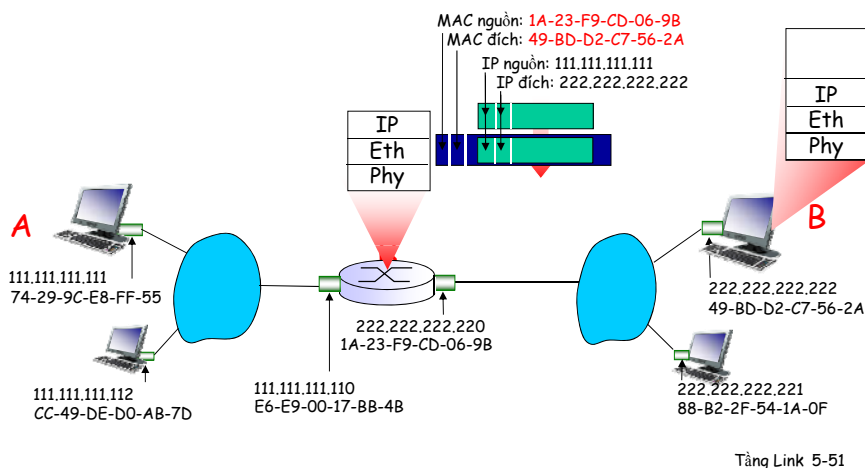 MAC nguồn: 1A-23-F9-CD-06-9B
MAC đích: 49-BD-D2-C7-56-2A
IP nguồn: 111.111.111.111
IP đích: 222.222.222.222
IP
Eth
Phy
IP
Eth
Phy
A
B
111.111.111.111
74-29-9C-E8-FF-55
222.222.222.222
49-BD-D2-C7-56-2A
222.222.222.220
1A-23-F9-CD-06-9B
111.111.111.112
CC-49-DE-D0-AB-7D
111.111.111.110
E6-E9-00-17-BB-4B
222.222.222.221
88-B2-2F-54-1A-0F
Tầng Link 5-51